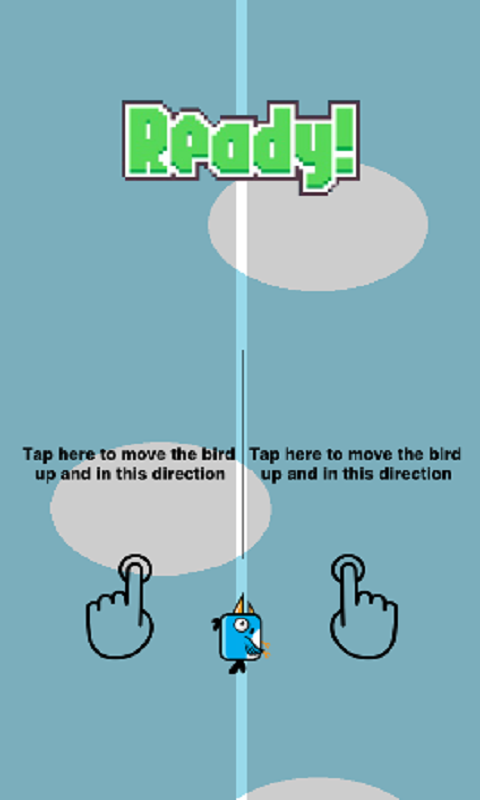 Ready!
Tap here to move the bird
up and in this direction
Tap here to move the bird
up and in this direction